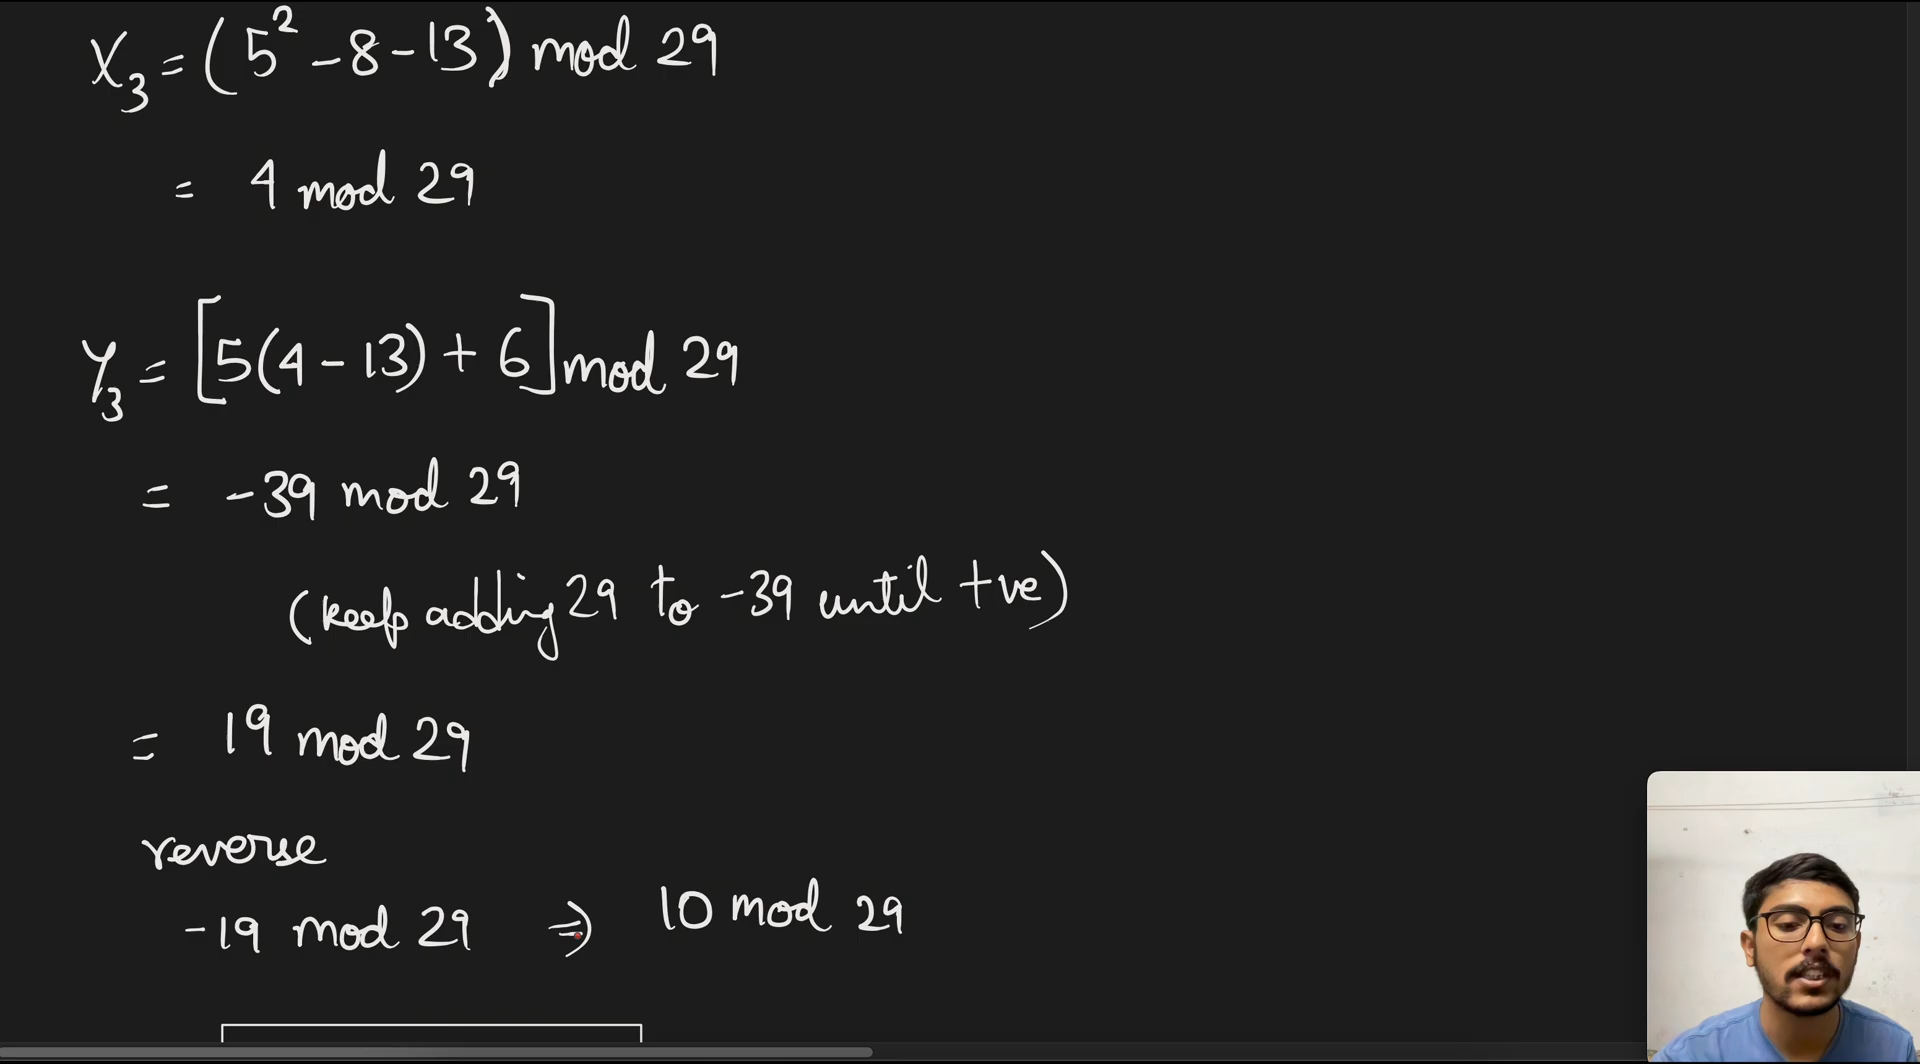 X₃ = (5² - 8 - 13) mod 29
= 4 mod 29
Y₃ = [5(4 - 13) + 6] mod 29
= -39 mod 29
(keep adding 29 to -39 until +ve)
= 19 mod 29
reverse
-19 mod 29 ⇒ 10 mod 29